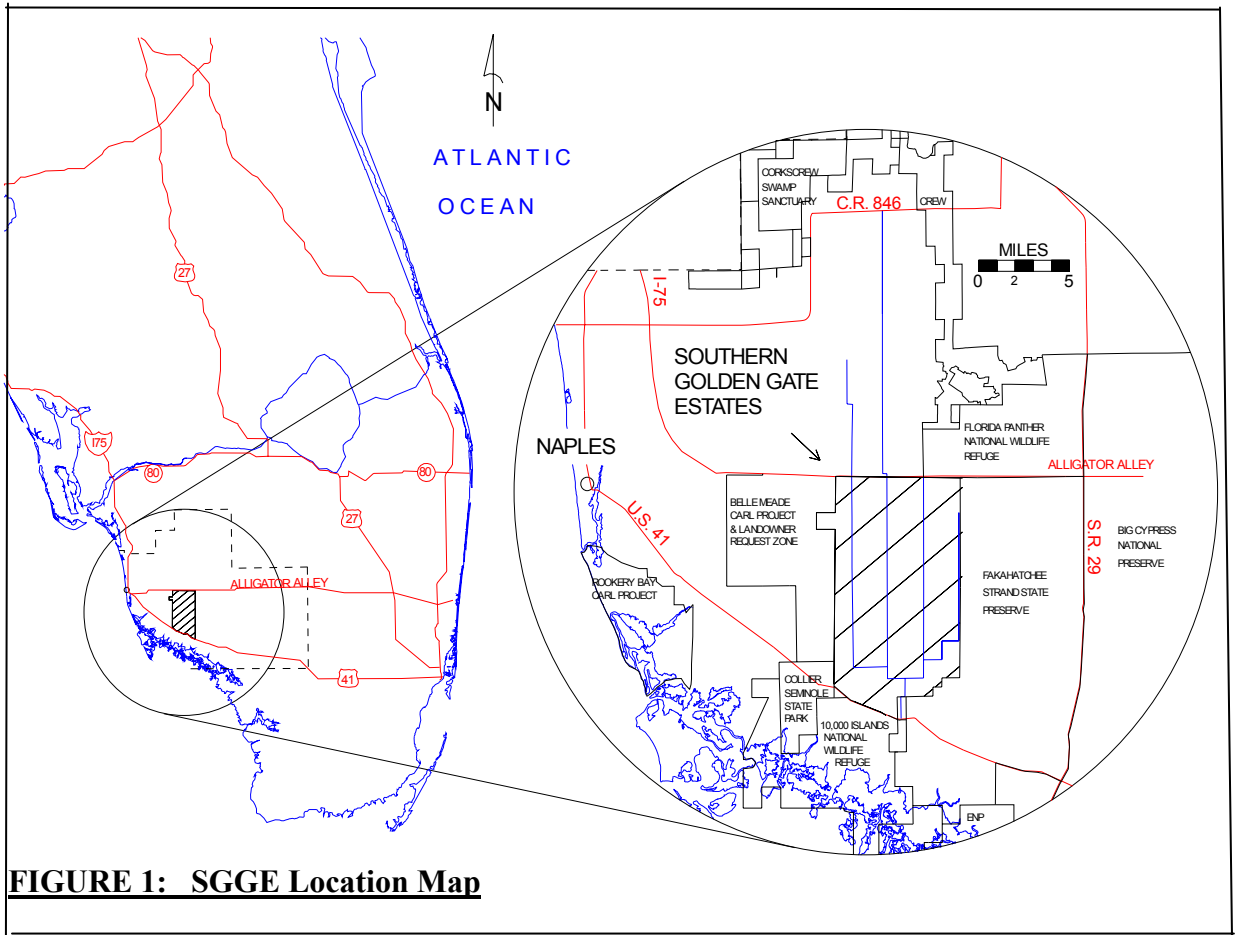 N
ATLANTIC
OCEAN
27
I75
80
80
27
ALLIGATOR ALLEY
41
CORKSCREW
SWAMP
SANCTUARY
C.R. 846
CREW
MILES
0 2 5
I-75
SOUTHERN
GOLDEN GATE
ESTATES
NAPLES
FLORIDA PANTHER
NATIONAL WILDLIFE
REFUGE
ALLIGATOR ALLEY
U.S. 41
BELLE MEADE
CARL PROJECT
& LANDOWNER
REQUEST ZONE
S.R. 29
BIG CYPRESS
NATIONAL
PRESERVE
ROOKERY BAY
CARL PROJECT
FAKAHATCHEE
STRAND STATE
PRESERVE
COLLIER
SEMINOLE
STATE
PARK
10,000 ISLANDS
NATIONAL
WILDLIFE
REFUGE
ENP
FIGURE 1: SGGE Location Map